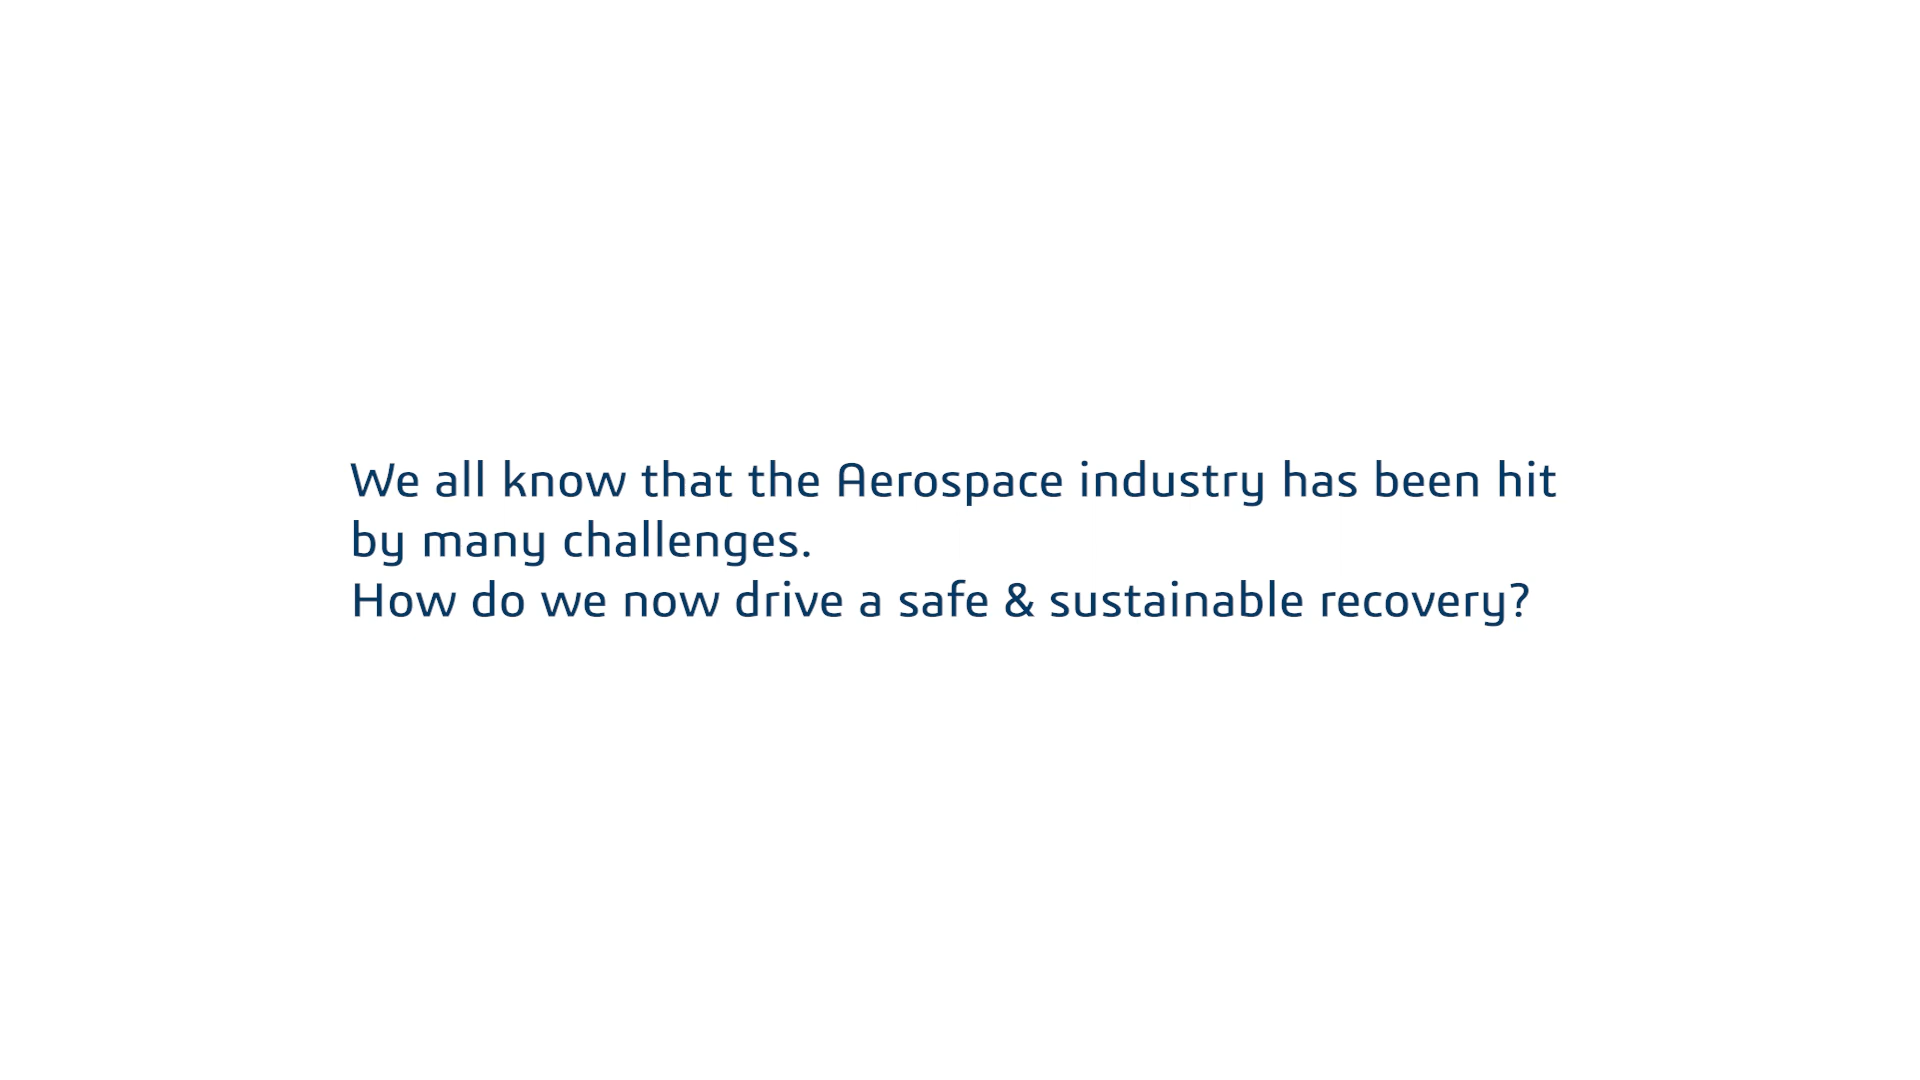 We all know that the Aerospace industry has been hit
by many challenges.
How do we now drive a safe & sustainable recovery?